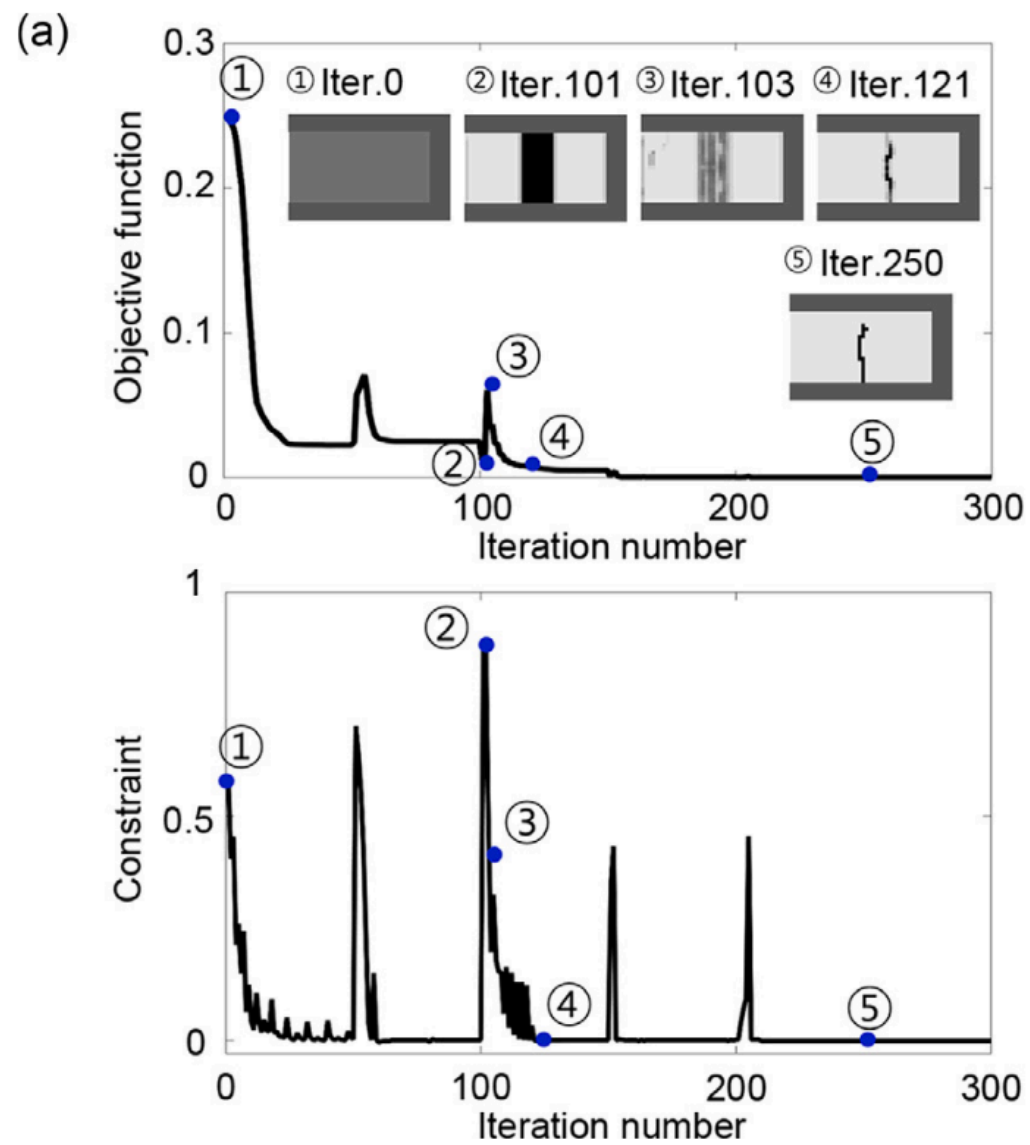 (a)
0.3
① ① Iter.0 ② Iter.101 ③ Iter.103 ④ Iter.121
0.2
⑤ Iter.250
Objective function
0.1
③
④
②
⑤
0
0 100 200 300
Iteration number
1
②
①
Constraint
0.5
③
④
⑤
0
0 100 200 300
Iteration number